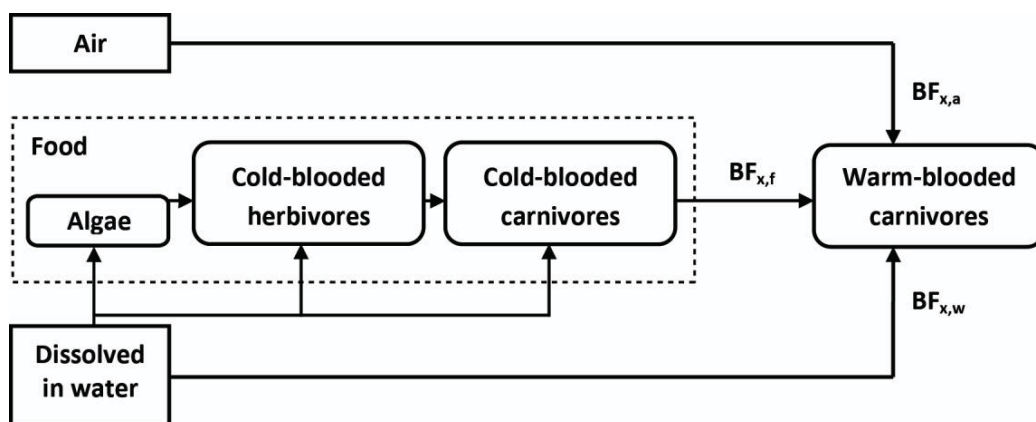 Air
BFx,a
Food
Cold-blooded
herbivores
Cold-blooded
carnivores
BFx,f
Warm-blooded
carnivores
Algae
BFx,w
Dissolved
in water